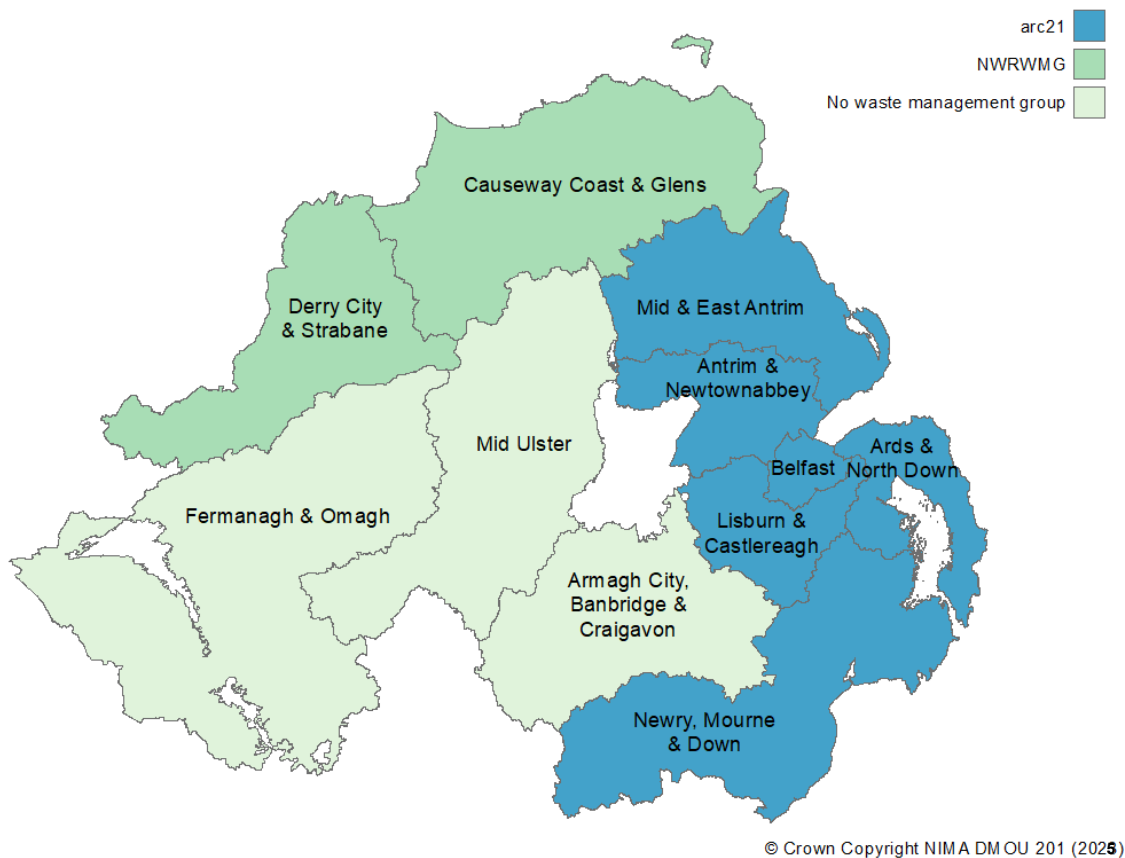 arc21
NWRWMG
No waste management group
Causeway Coast & Glens
Derry City
& Strabane
Mid & East Antrim
Antrim &
Newtownabbey
Mid Ulster
Belfast
Ards &
North Down
Fermanagh & Omagh
Lisburn &
Castlereagh
Armagh City,
Banbridge &
Craigavon
Newry, Mourne
& Down
© Crown Copyright NIMA DMOU 201 (2025)